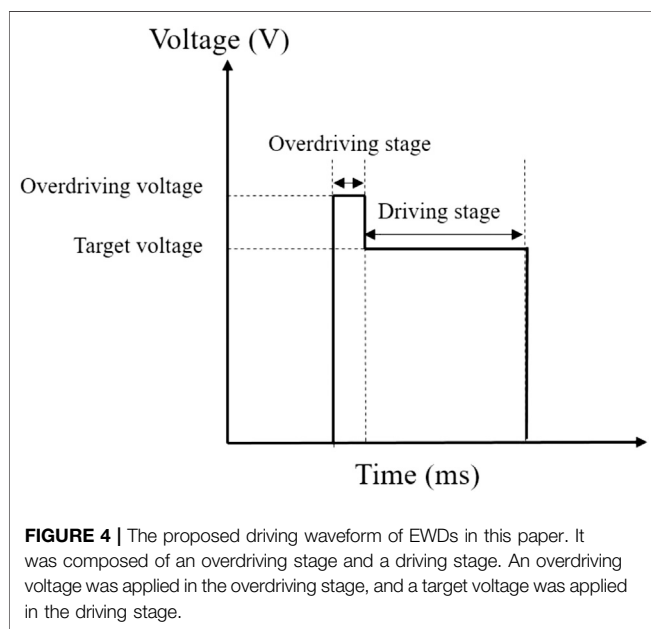 Voltage (V)
Overdriving stage
Overdriving voltage
Driving stage
Target voltage
Time (ms)
FIGURE 4 | The proposed driving waveform of EWDs in this paper. It
was composed of an overdriving stage and a driving stage. An overdriving
voltage was applied in the overdriving stage, and a target voltage was applied
in the driving stage.